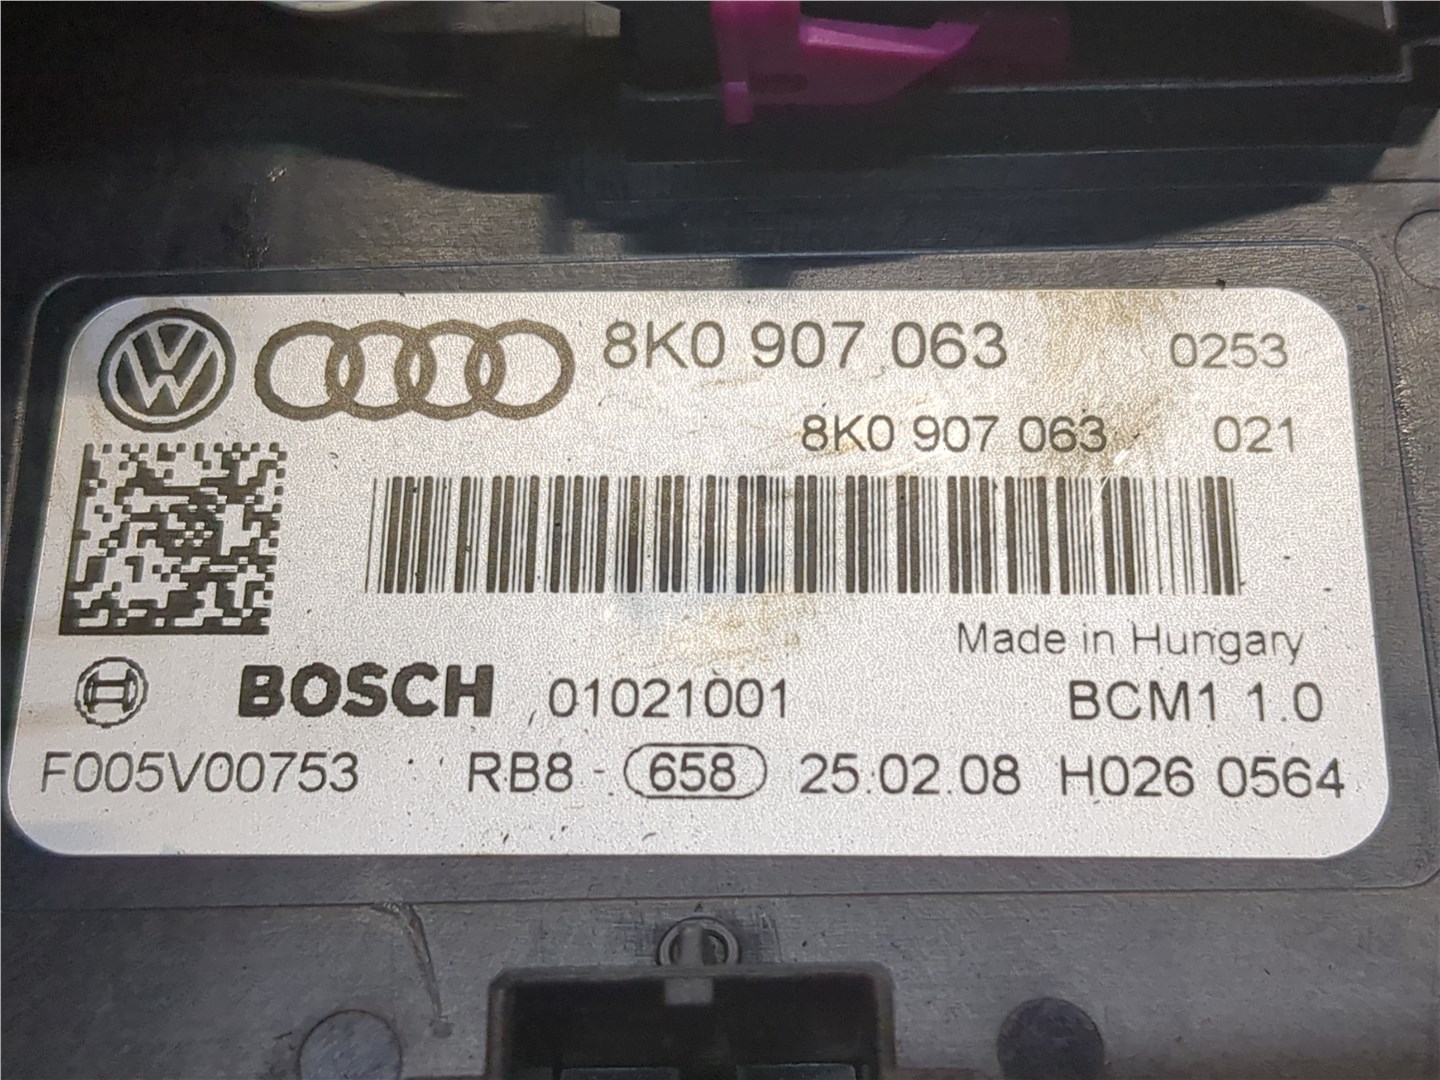 8K0 907 063 0253
8K0 907 063 021
Made in Hungary
BOSCH 01021001 BCM1 1.0
F005V00753 RB8 - 658 25.02.08 H026 0564